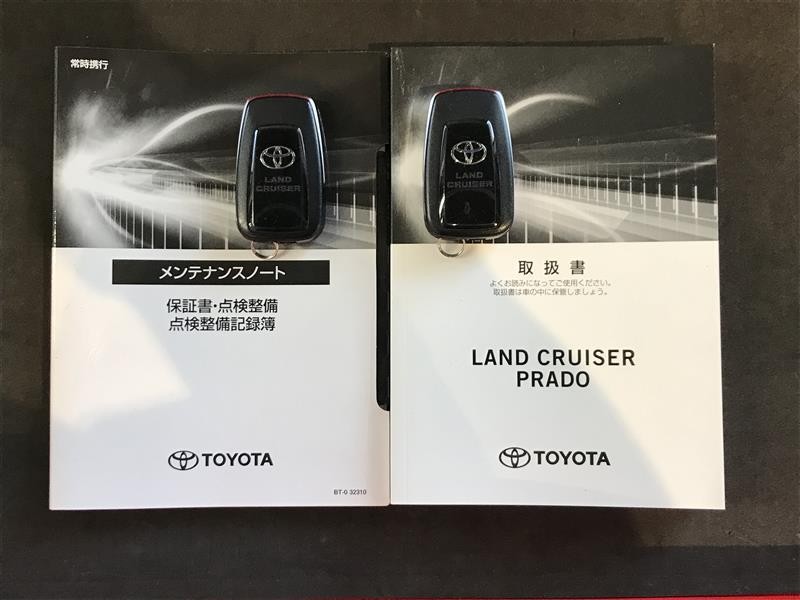 常時携行
LAND
CRUISER
メンテナンスノート
保証書・点検整備
点検整備記録簿
TOYOTA
BT-0 32310
LAND
CRUISER
取扱書
よくお読みになってご使用ください。
取扱書は車の中に保管しましょう。
LAND CRUISER
PRADO
TOYOTA